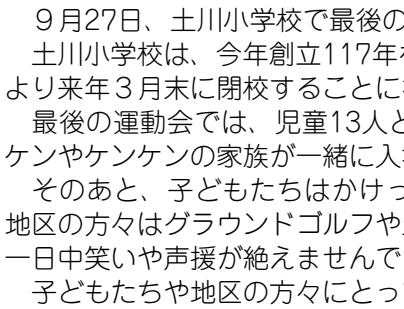 ９月27日、土川小学校で最後の
土川小学校は、今年創立117年
より来年３月末に閉校することに
最後の運動会では、児童13人と
ケンやケンケンの家族が一緒に入
そのあと、子どもたちはかけっ
地区の方々はグラウンドゴルフや
一日中笑いや声援が絶えませんで
子どもたちや地区の方々にとっ